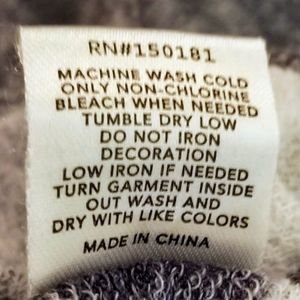 RN#150181
MACHINE WASH COLD
ONLY NON-CHLORINE
BLEACH WHEN NEEDED
TUMBLE DRY LOW
DO NOT IRON
DECORATION
LOW IRON IF NEEDED
TURN GARMENT INSIDE
OUT WASH AND
DRY WITH LIKE COLORS
MADE IN CHINA